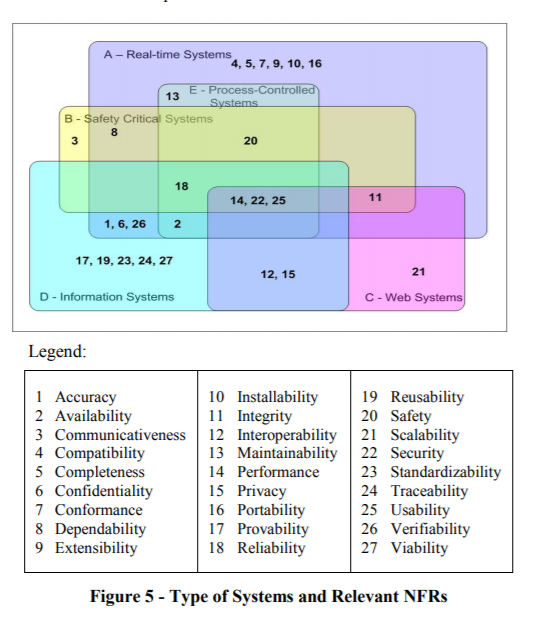 A – Real-time Systems
4, 5, 7, 9, 10, 16
E - Process-Controlled
Systems
13
B - Safety Critical Systems
3
8
20
18
14, 22, 25
11
1, 6, 26
2
17, 19, 23, 24, 27
12, 15
21
D - Information Systems
C - Web Systems
Legend:
1 Accuracy
2 Availability
3 Communicativeness
4 Compatibility
5 Completeness
6 Confidentiality
7 Conformance
8 Dependability
9 Extensibility
10 Installability
11 Integrity
12 Interoperability
13 Maintainability
14 Performance
15 Privacy
16 Portability
17 Provability
18 Reliability
19 Reusability
20 Safety
21 Scalability
22 Security
23 Standardizability
24 Traceability
25 Usability
26 Verifiability
27 Viability
Figure 5 - Type of Systems and Relevant NFRs